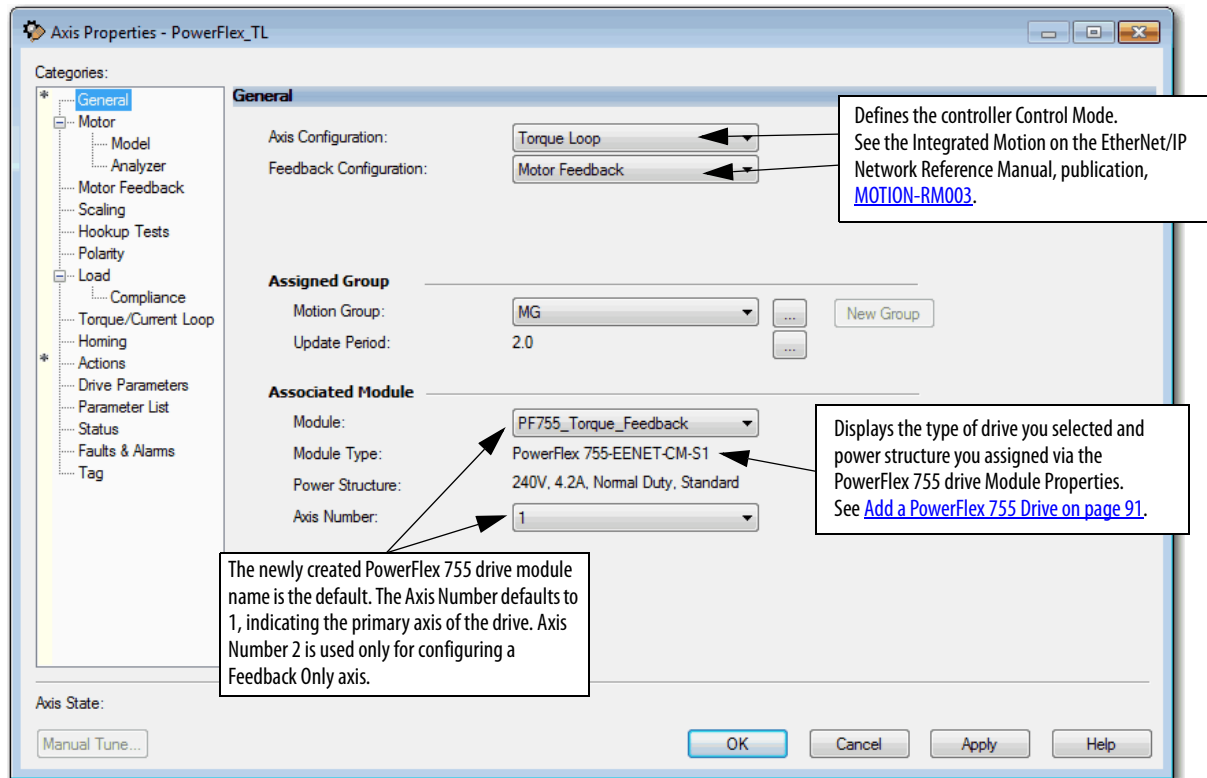 Axis Properties - PowerFlex_TL
Categories:
* General
Motor
Model
Analyzer
Motor Feedback
Scaling
Hookup Tests
Polarity
Load
Compliance
Torque/Current Loop
Homing
* Actions
Drive Parameters
Parameter List
Status
Faults & Alarms
Tag
General
Axis Configuration: Torque Loop
Feedback Configuration: Motor Feedback
Defines the controller Control Mode.
See the Integrated Motion on the EtherNet/IP
Network Reference Manual, publication,
MOTION-RM003.
Assigned Group
Motion Group: MG ... New Group
Update Period: 2.0 ...
Associated Module
Module: PF755_Torque_Feedback
Module Type: PowerFlex 755-EENET-CM-S1
Power Structure: 240V, 4.2A, Normal Duty, Standard
Axis Number: 1
Displays the type of drive you selected and
power structure you assigned via the
PowerFlex 755 drive Module Properties.
See Add a PowerFlex 755 Drive on page 91.
The newly created PowerFlex 755 drive module
name is the default. The Axis Number defaults to
1, indicating the primary axis of the drive. Axis
Number 2 is used only for configuring a
Feedback Only axis.
Axis State:
Manual Tune... OK Cancel Apply Help